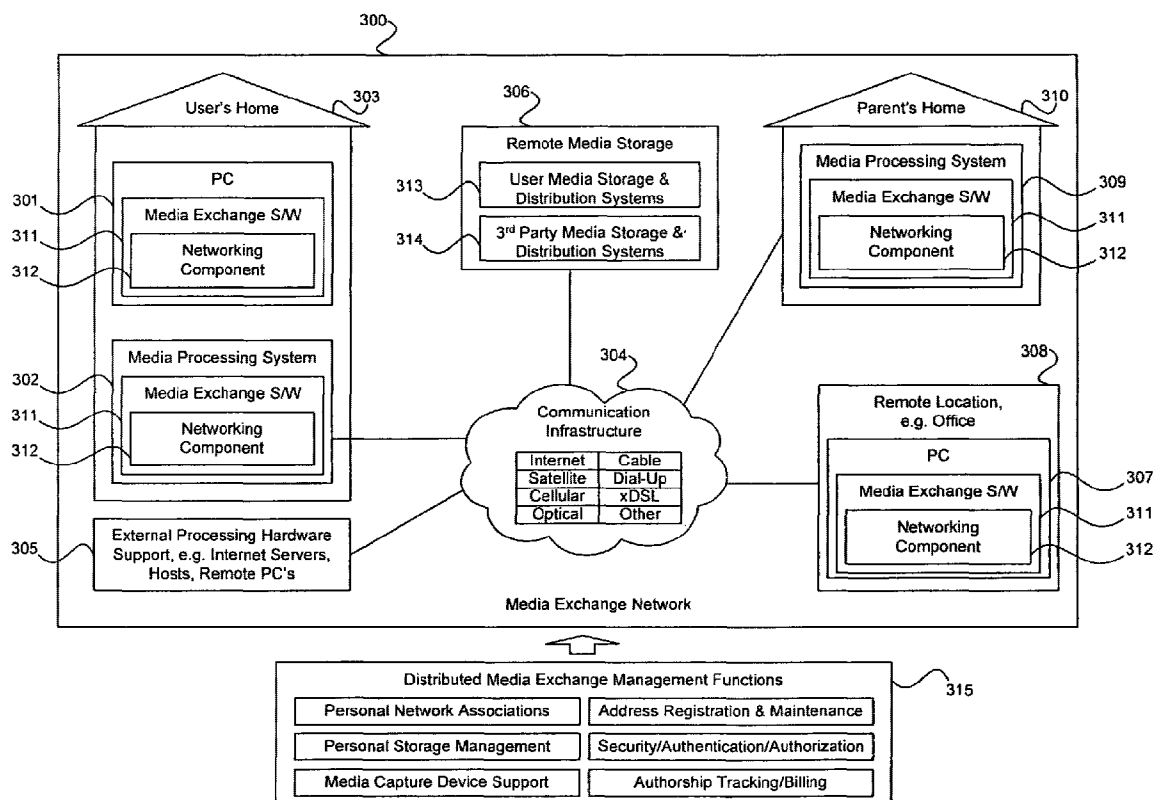 300
User's Home
303
PC
301
Media Exchange S/W
311
Networking
Component
312
Media Processing System
302
Media Exchange S/W
311
Networking
Component
312
External Processing Hardware
Support, e.g. Internet Servers,
Hosts, Remote PC's
305
306
Remote Media Storage
313
User Media Storage &
Distribution Systems
314
3rd Party Media Storage &
Distribution Systems
304
Communication
Infrastructure
Internet Cable
Satellite Dial-Up
Cellular xDSL
Optical Other
Parent's Home
310
Media Processing System
309
Media Exchange S/W
311
Networking
Component
312
308
Remote Location,
e.g. Office
PC
307
Media Exchange S/W
311
Networking
Component
312
Media Exchange Network
Distributed Media Exchange Management Functions
315
Personal Network Associations Address Registration & Maintenance
Personal Storage Management Security/Authentication/Authorization
Media Capture Device Support Authorship Tracking/Billing